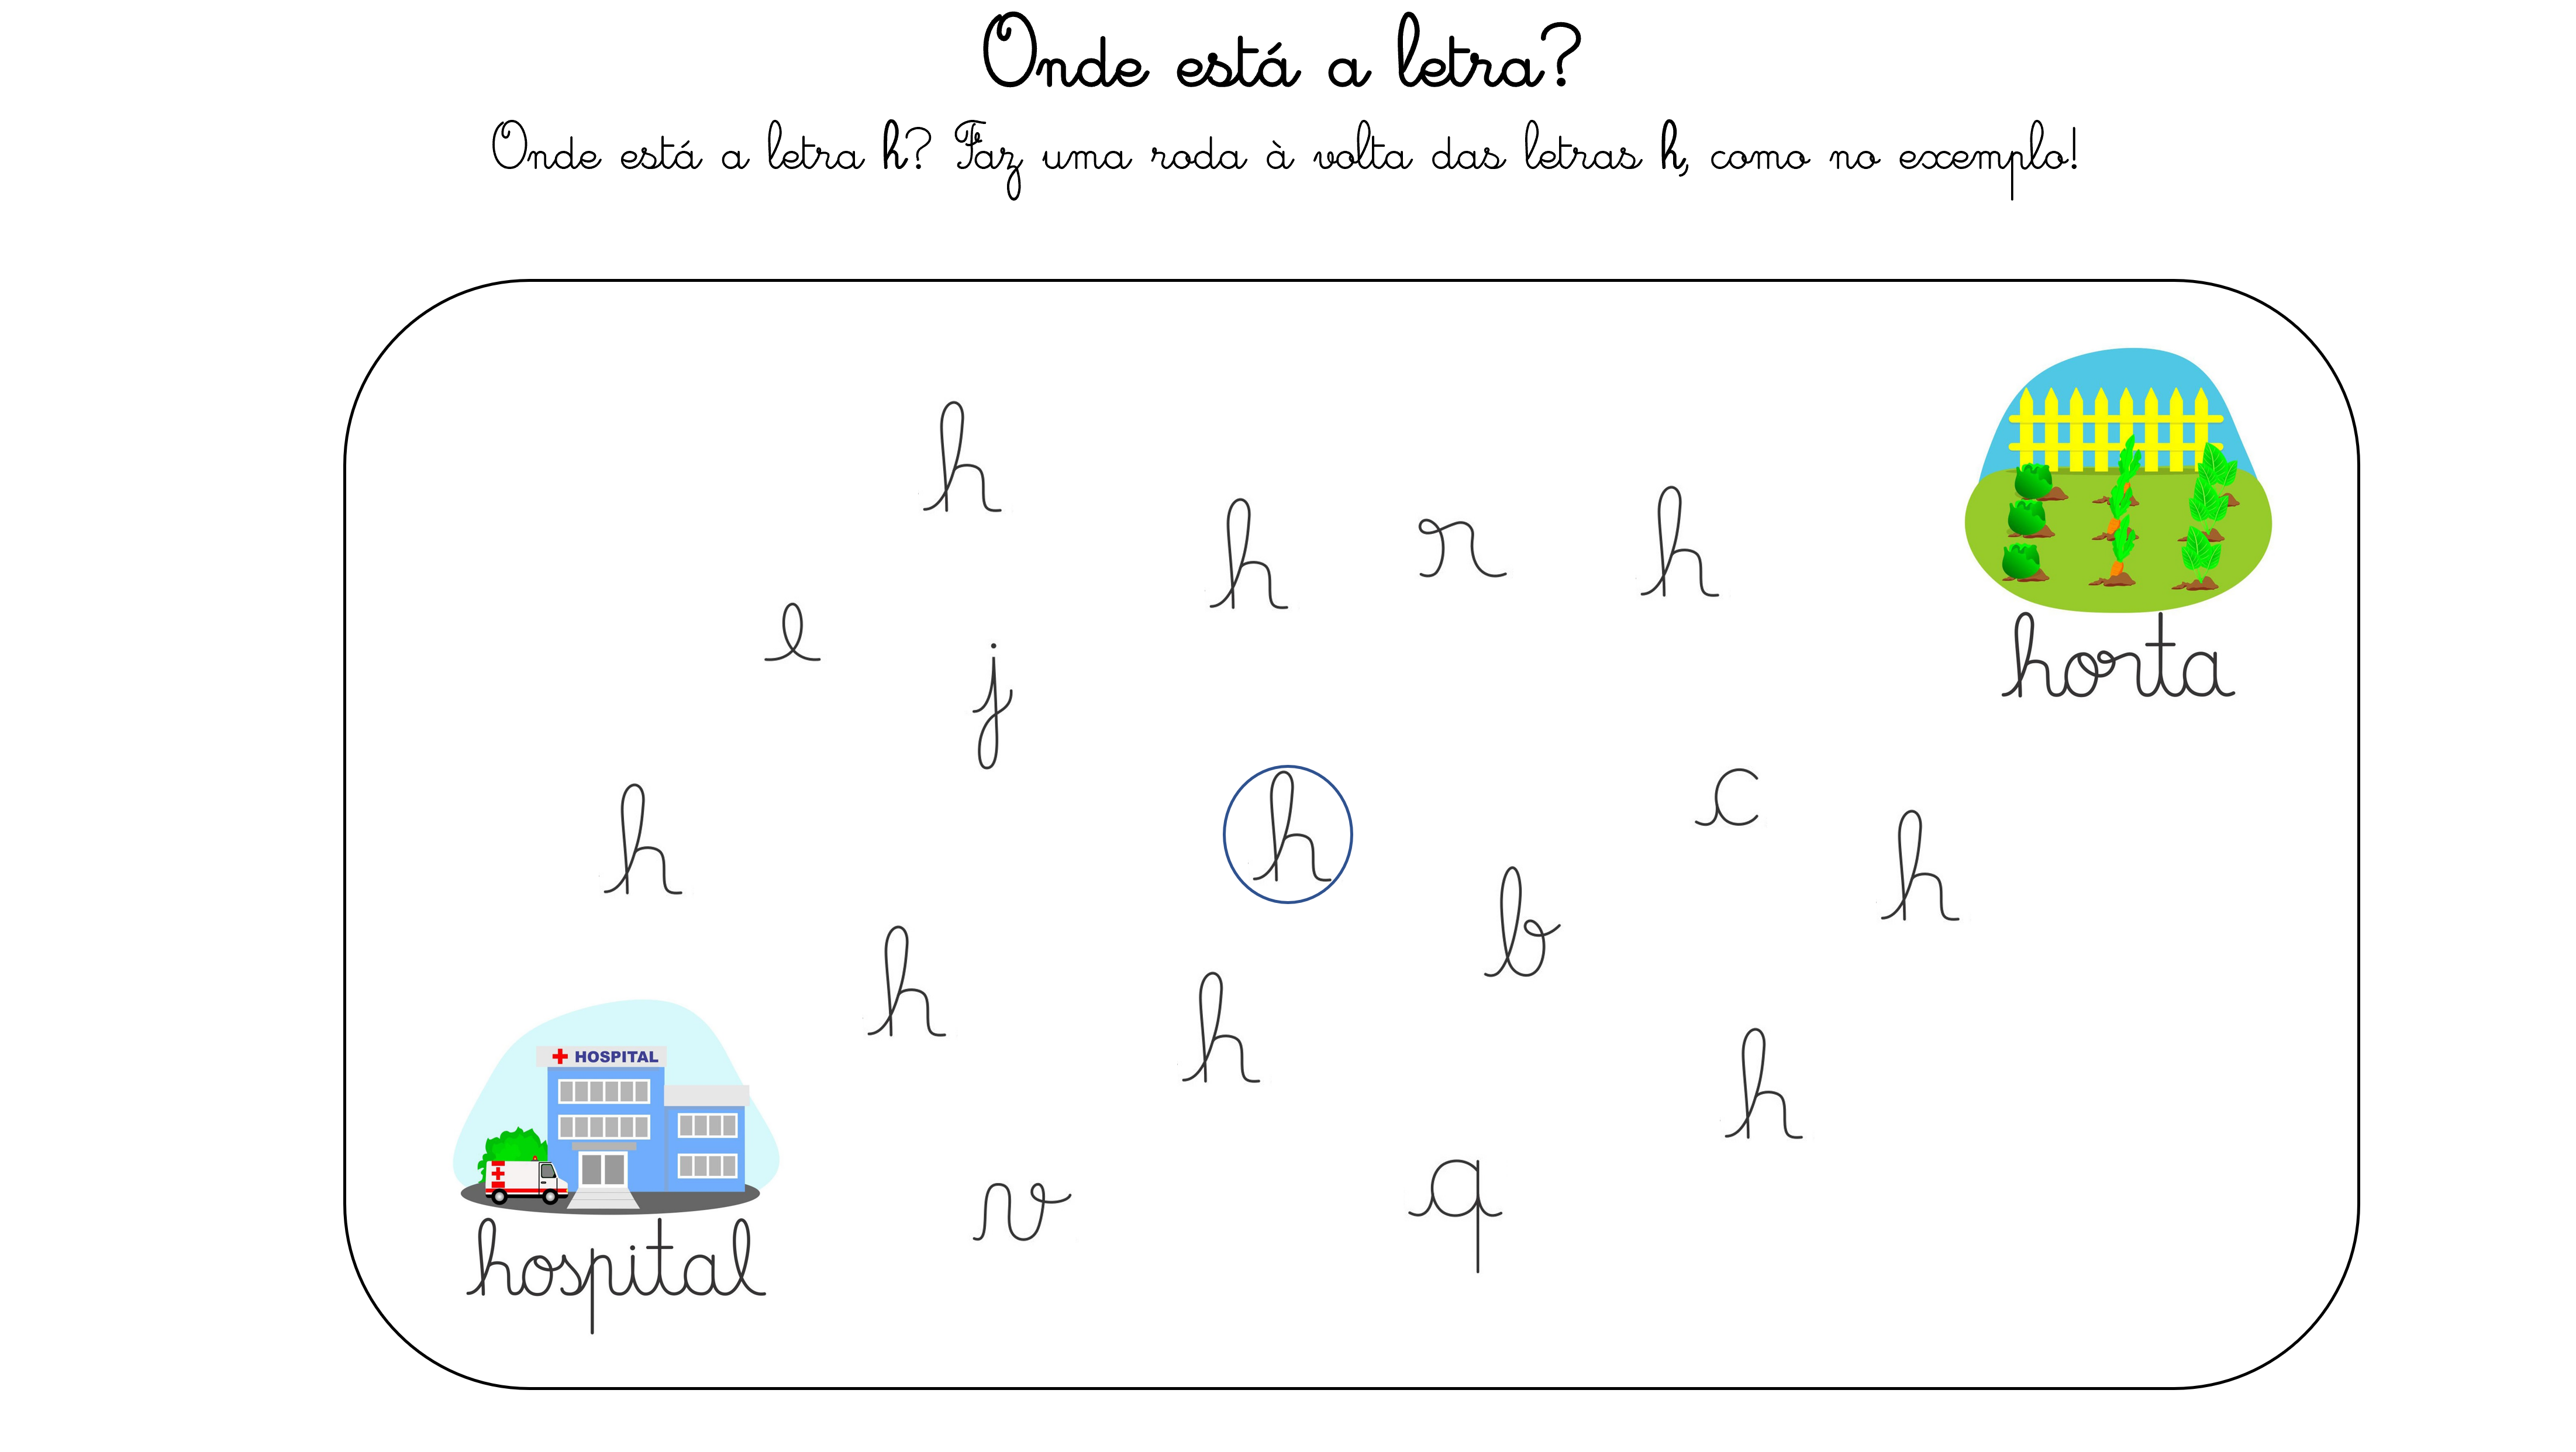 Onde está a letra?
Onde está a letra h? Faz uma roda à volta das letras h, como no exemplo!
h
h r h
e
j
horta
h
h
c
h
b
h
h
h
HOSPITAL
v
q
hospital